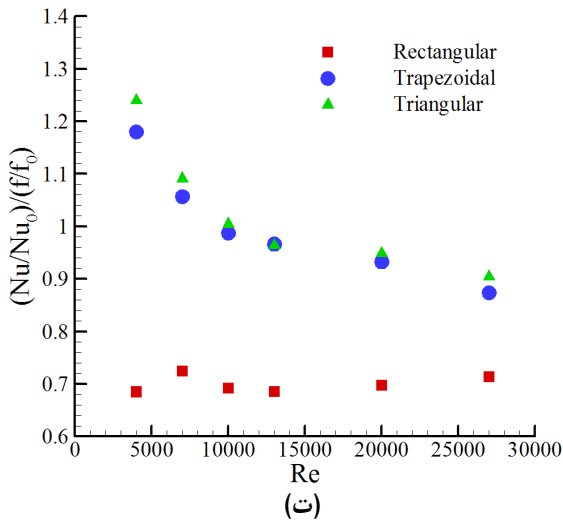 1.4
1.3
1.2
1.1
1
0.9
0.8
0.7
0.6
(Nu/Nu₀)/(f/f₀)
Rectangular
Trapezoidal
Triangular
0 5000 10000 15000 20000 25000 30000
Re
(ت)